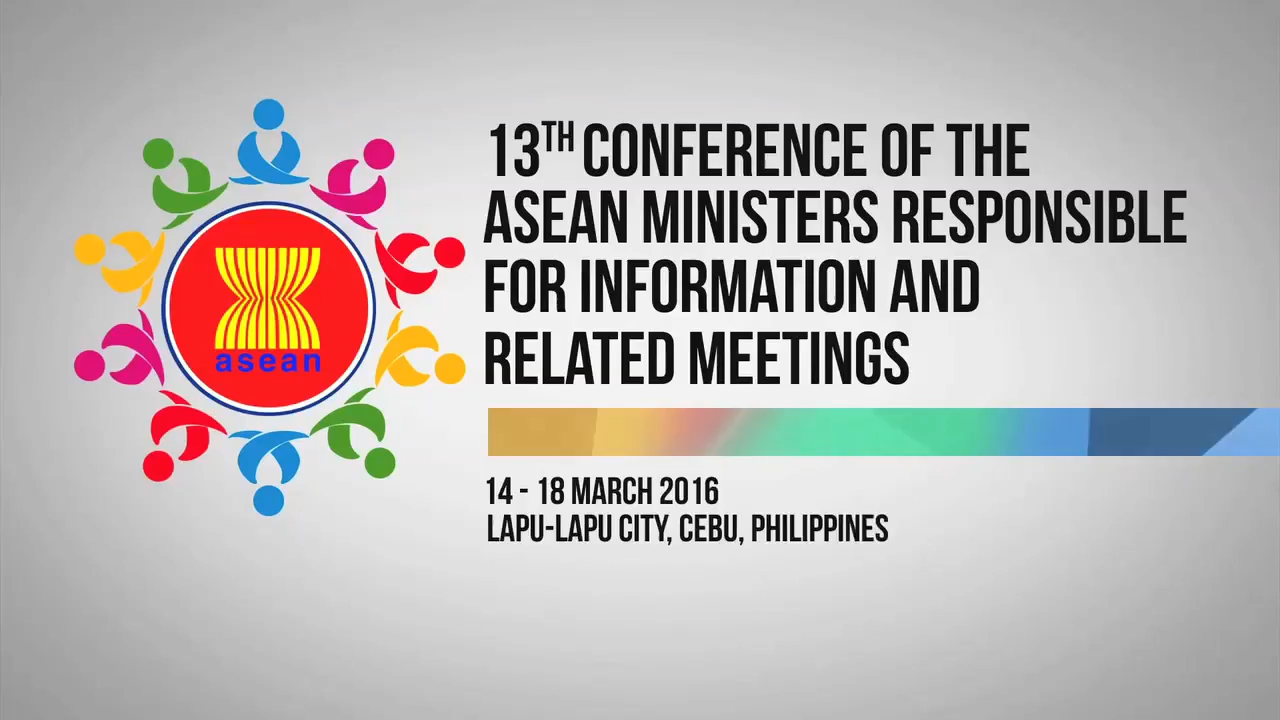 asean
13TH CONFERENCE OF THE
ASEAN MINISTERS RESPONSIBLE
FOR INFORMATION AND
RELATED MEETINGS
14 - 18 MARCH 2016
LAPU-LAPU CITY, CEBU, PHILIPPINES